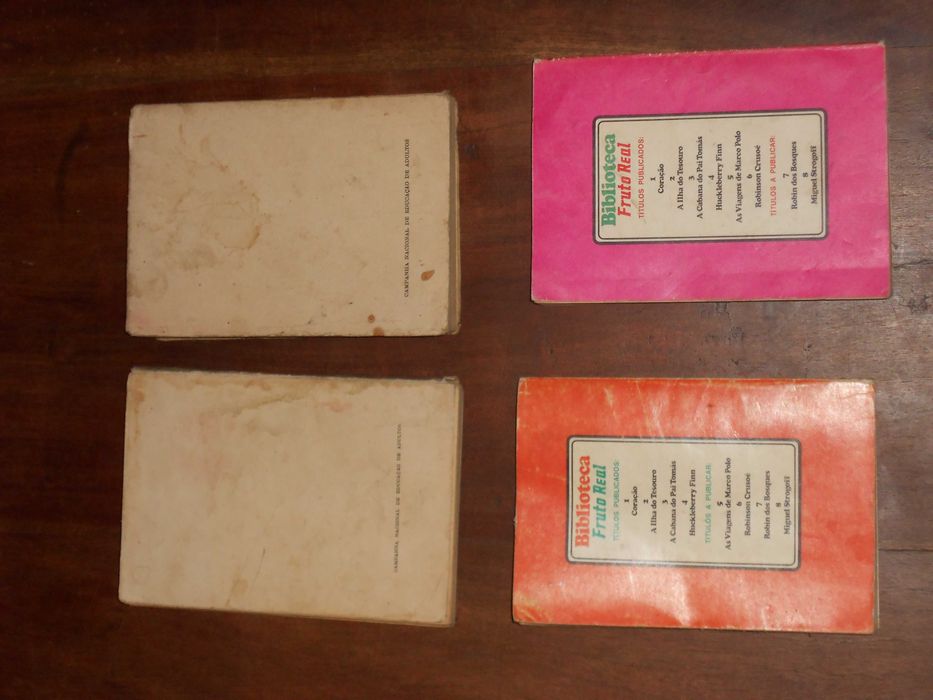 CAMPANHA NACIONAL DE EDUCAÇÃO DE ADULTOS
Biblioteca
Fruto Real
TÍTULOS PUBLICADOS:
1
Coração
2
A Ilha do Tesouro
3
A Cabana do Pai Tomás
4
Huckleberry Finn
5
As Viagens de Marco Polo
6
Robinson Crusoé
TÍTULOS A PUBLICAR:
7
Robin dos Bosques
8
Miguel Strogoff
CAMPANHA NACIONAL DE EDUCAÇÃO DE ADULTOS
Biblioteca
Fruto Real
TÍTULOS PUBLICADOS:
1
Coração
2
A Ilha do Tesouro
3
A Cabana do Pai Tomás
4
Huckleberry Finn
TÍTULOS A PUBLICAR:
5
As Viagens de Marco Polo
6
Robinson Crusoé
7
Robin dos Bosques
8
Miguel Strogoff